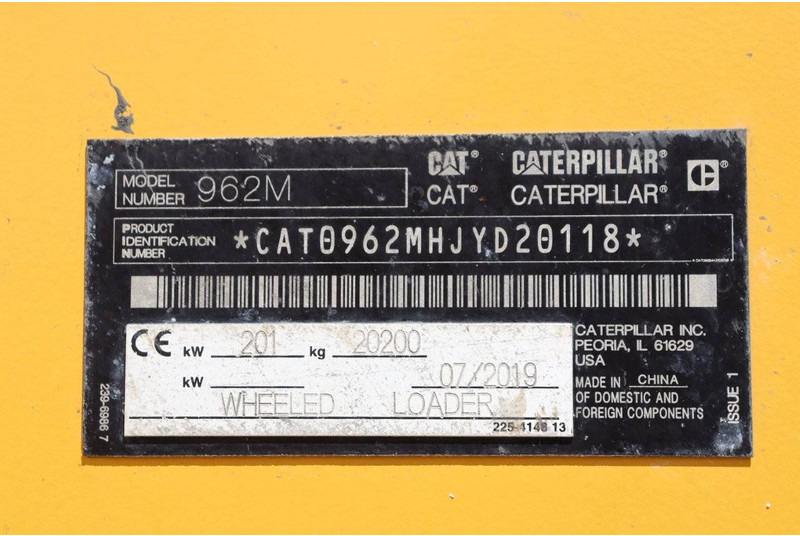 CAT® CATERPILLAR® ®
MODEL NUMBER 962M
CAT® CATERPILLAR®
PRODUCT IDENTIFICATION NUMBER *CAT0962MHJYD20118*
CE kW 201 kg 20200
kW 07/2019
WHEELED LOADER
225-4148 13
CATERPILLAR INC.
PEORIA, IL 61629
USA
MADE IN CHINA
OF DOMESTIC AND
FOREIGN COMPONENTS
239-6986 7
ISSUE 1